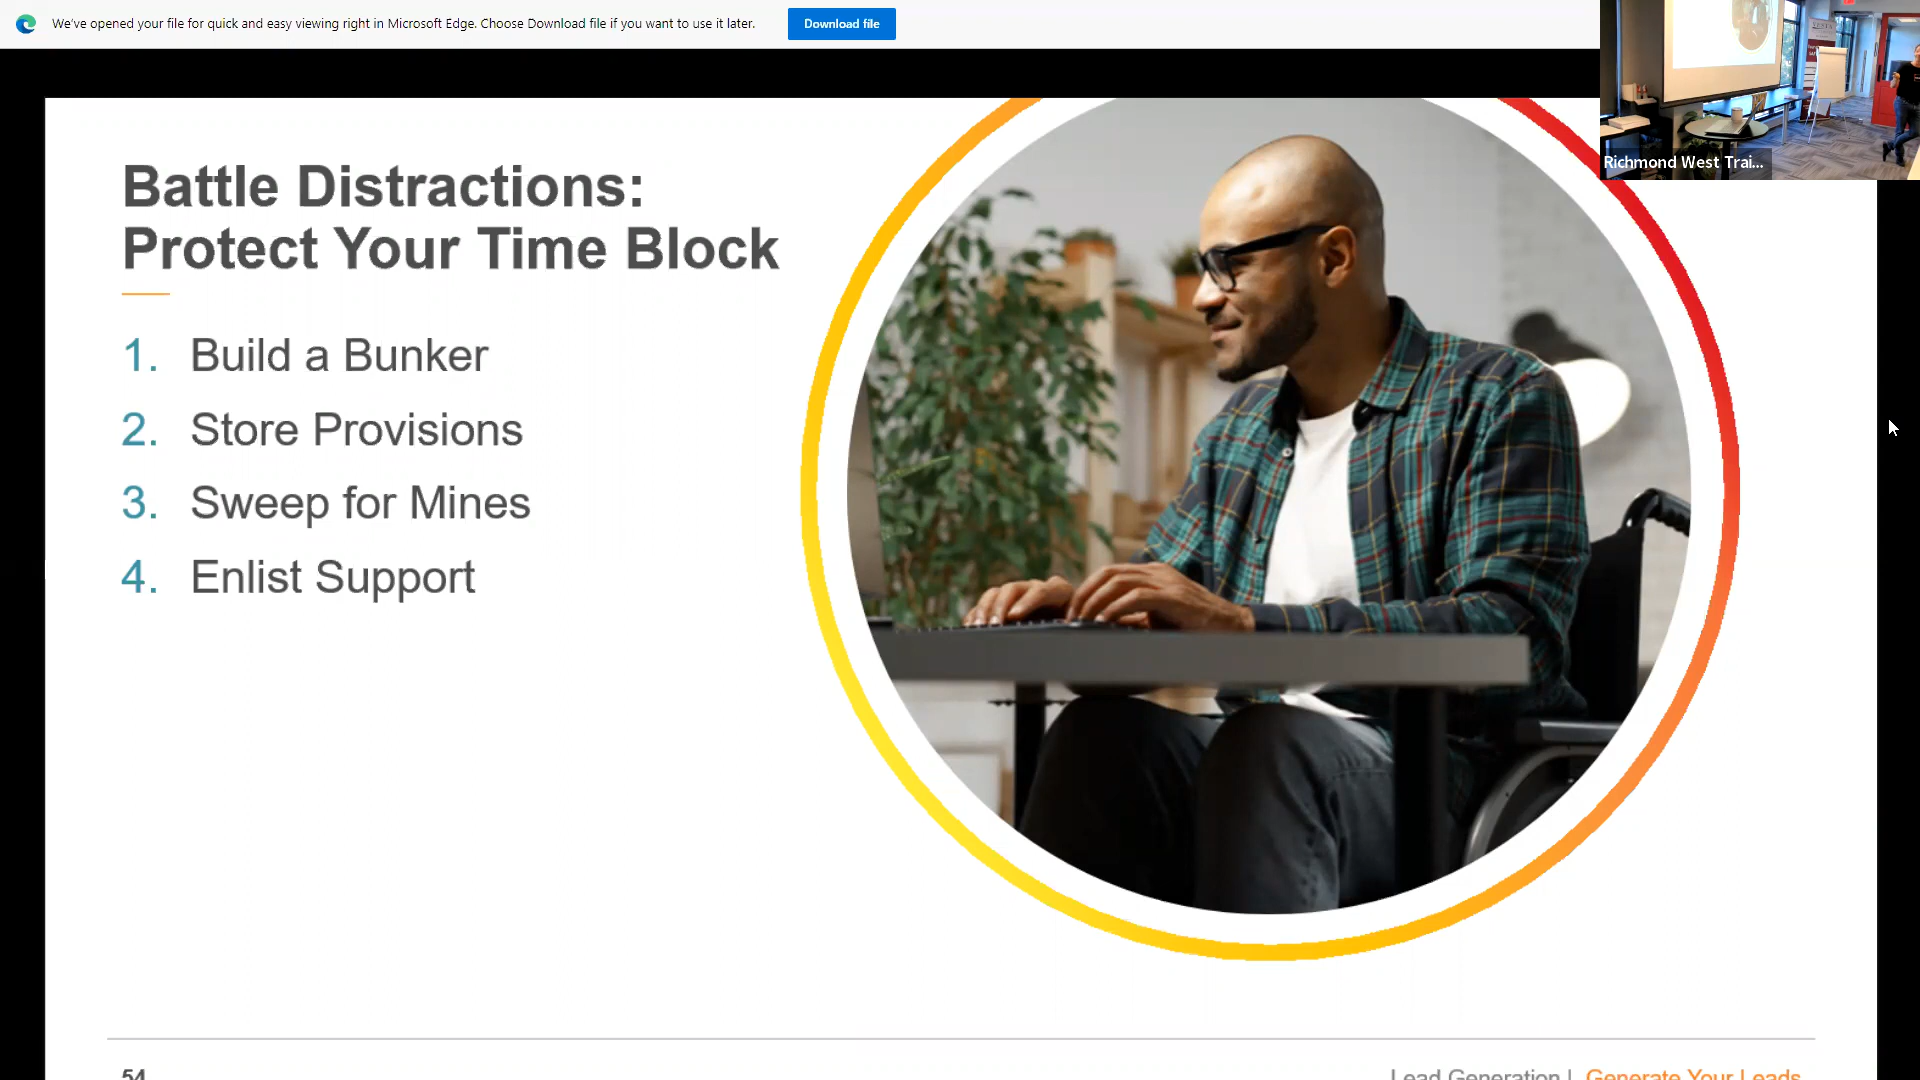 We've opened your file for quick and easy viewing right in Microsoft Edge. Choose Download file if you want to use it later.
Download file
Richmond West Trai...
Battle Distractions:
Protect Your Time Block
1. Build a Bunker
2. Store Provisions
3. Sweep for Mines
4. Enlist Support
54
Lead Generation | Generate Your Leads